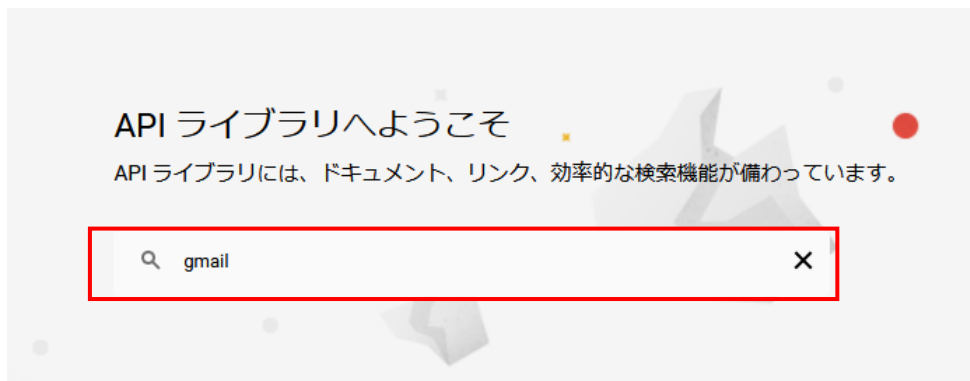 API ライブラリへようこそ
API ライブラリには、ドキュメント、リンク、効率的な検索機能が備わっています。
gmail